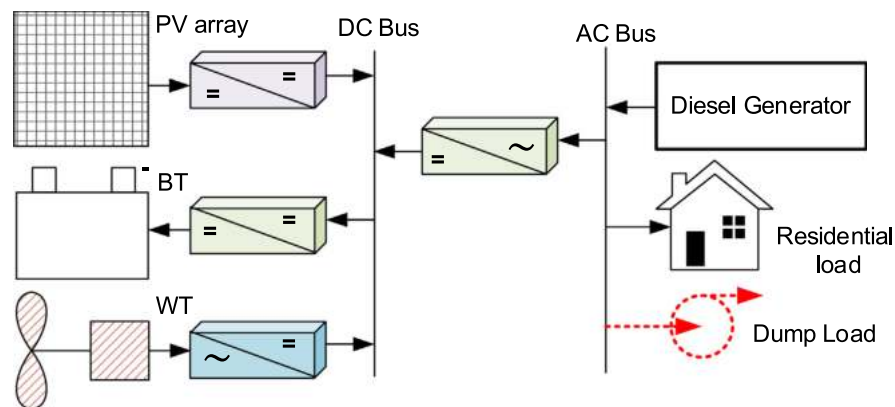 PV array
DC Bus
AC Bus
Diesel Generator
BT
Residential
load
WT
Dump Load